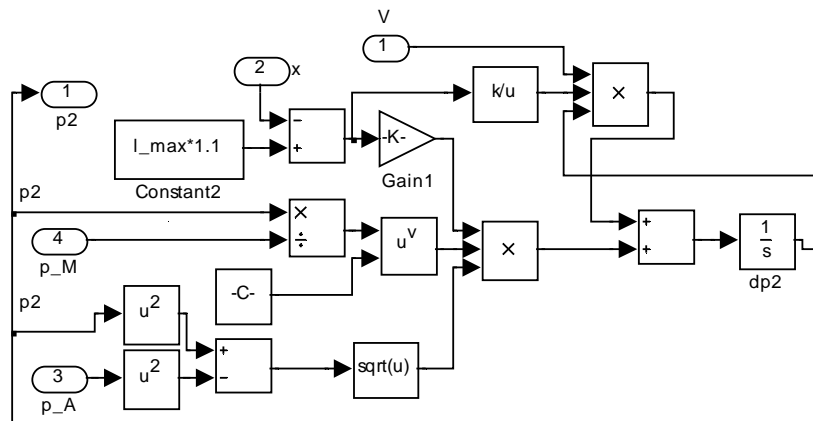 V
1
2
x
1
p2
k/u
×
−
+
l_max*1.1
Constant2
-K-
Gain1
p2
×
÷
4
p_M
u^v
×
+
+
1
s
dp2
-C-
p2
u^2
+
−
sqrt(u)
3
p_A
u^2